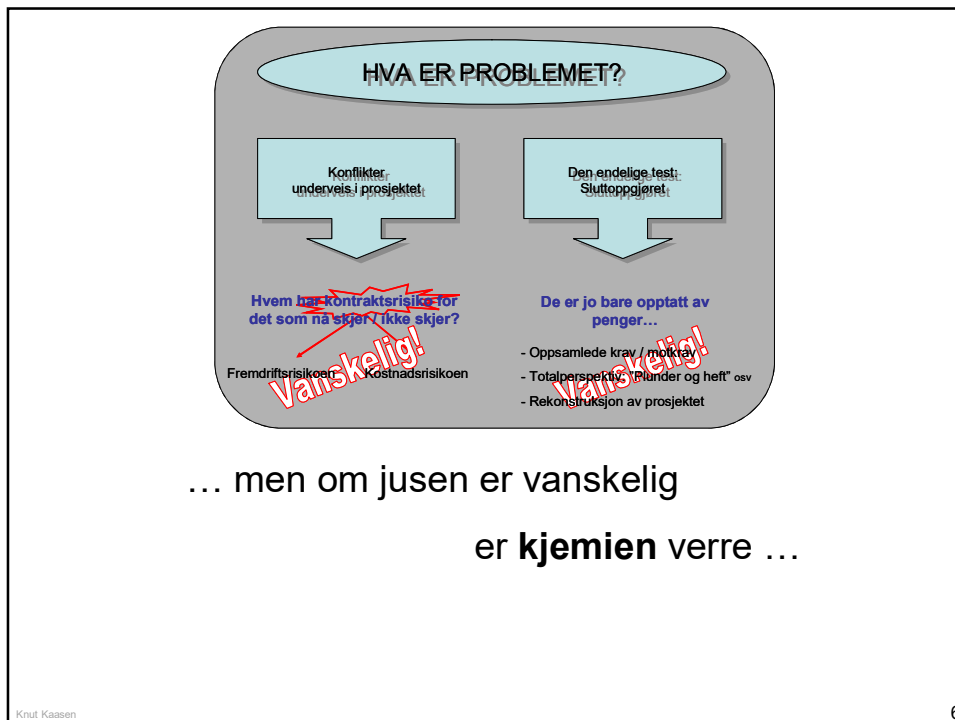 HVA ER PROBLEMET?
Konflikter
underveis i prosjektet
Den endelige test:
Sluttoppgjøret
Hvem har kontraktsrisiko for
det som nå skjer / ikke skjer?
Fremdriftsrisikoen
Kostnadsrisikoen
Vanskelig!
De er jo bare opptatt av
penger…
- Oppsamlede krav / motkrav
- Totalperspektiv: "Plunder og heft" osv
- Rekonstruksjon av prosjektet
Vanskelig!
… men om jusen er vanskelig
er kjemien verre …
Knut Kaasen
6